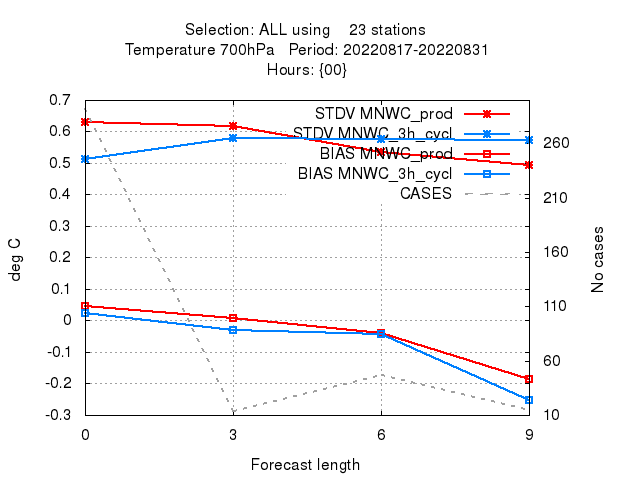 Selection: ALL using    23 stations
Temperature 700hPa   Period: 20220817-20220831
Hours: {00}
STDV MNWC_prod
STDV MNWC_3h_cycl
BIAS MNWC_prod
BIAS MNWC_3h_cycl
CASES
0.7
0.6
0.5
0.4
0.3
0.2
0.1
0
-0.1
-0.2
-0.3
deg C
260
210
160
110
60
10
No cases
0 3 6 9
Forecast length